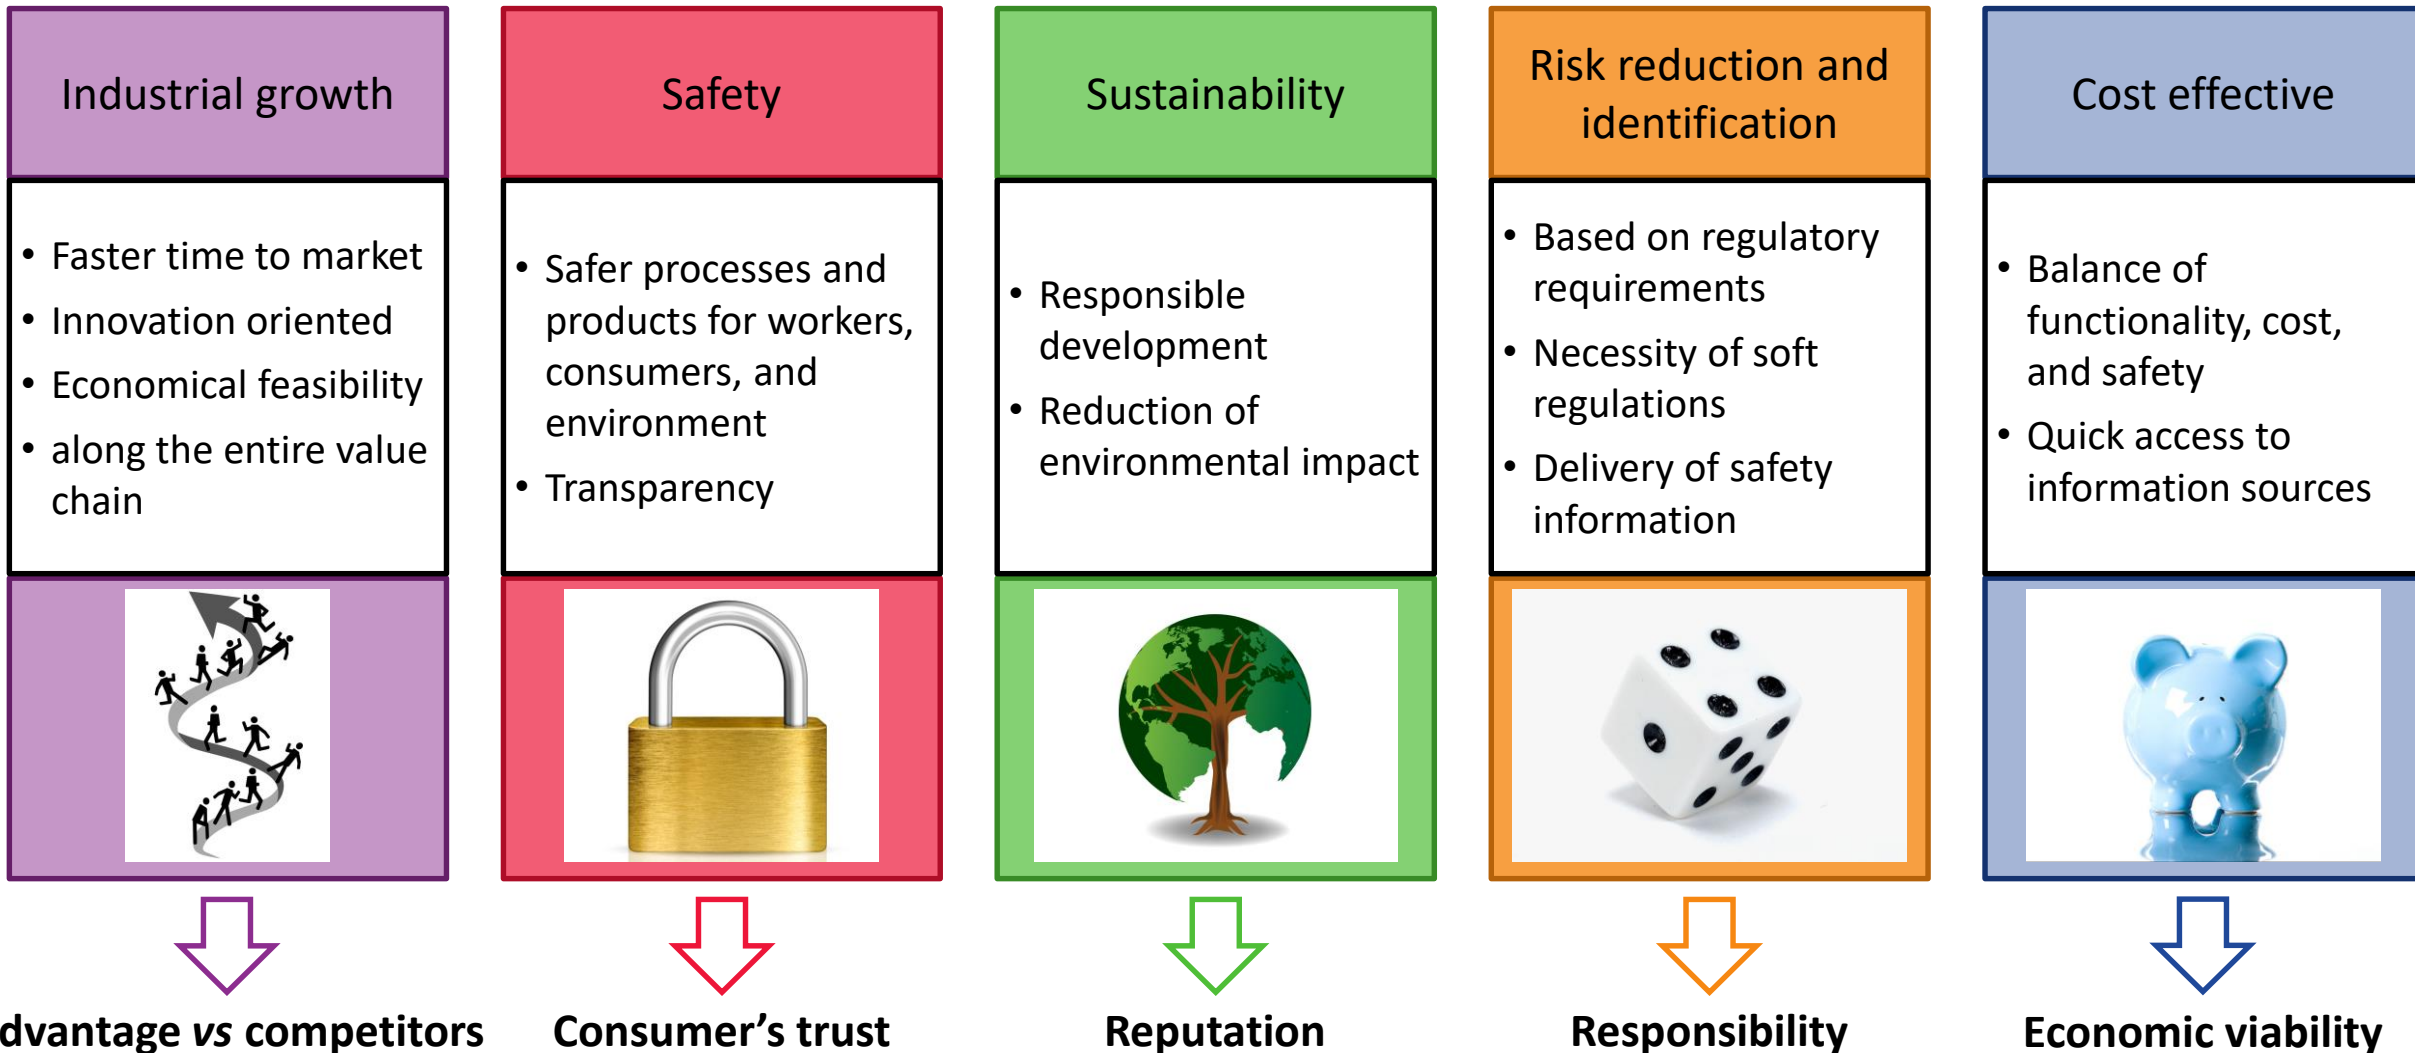 Industrial growth
• Faster time to market
• Innovation oriented
• Economical feasibility
• along the entire value
chain
dvantage vs competitors
Safety
• Safer processes and
products for workers,
consumers, and
environment
• Transparency
Consumer’s trust
Sustainability
• Responsible
development
• Reduction of
environmental impact
Reputation
Risk reduction and
identification
• Based on regulatory
requirements
• Necessity of soft
regulations
• Delivery of safety
information
Responsibility
Cost effective
• Balance of
functionality, cost,
and safety
• Quick access to
information sources
Economic viability